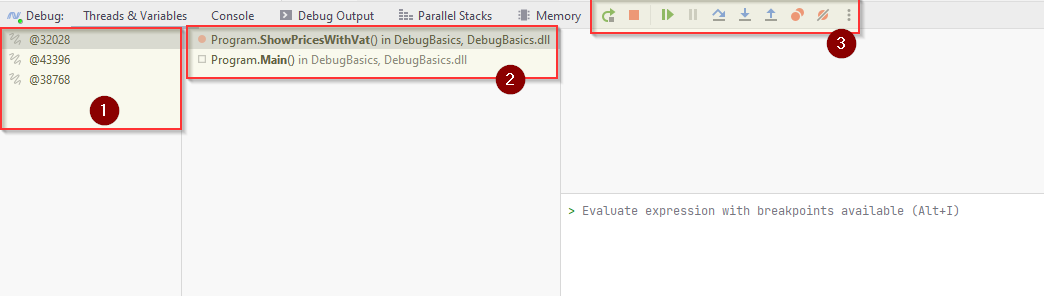 Debug: Threads & Variables Console Debug Output Parallel Stacks Memory
@32028
@43396
@38768
1
Program.ShowPricesWithVat() in DebugBasics, DebugBasics.dll
Program.Main() in DebugBasics, DebugBasics.dll
2
3
> Evaluate expression with breakpoints available (Alt+I)